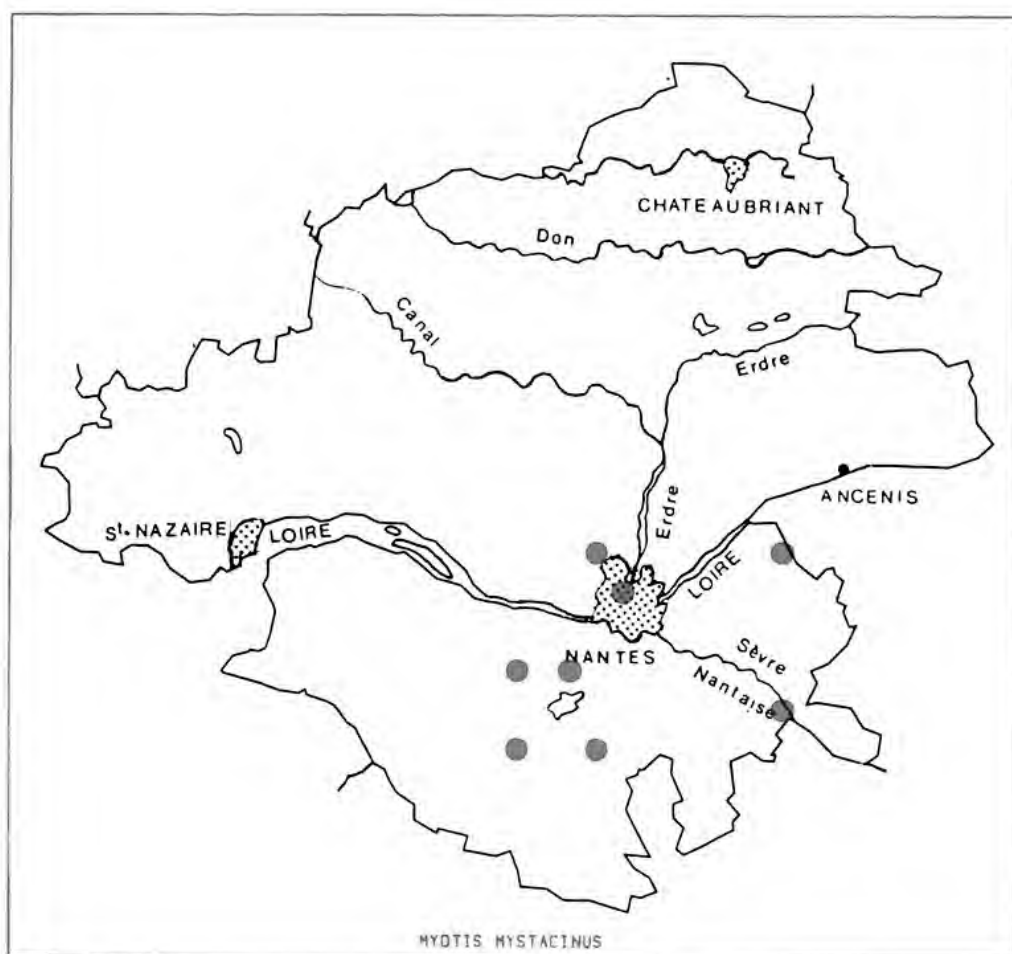 CHATEAUBRIANT
Don
Canal
Erdre
ANCENIS
Erdre
St. NAZAIRE
LOIRE
LOIRE
NANTES
Sèvre
Nantaise
MYOTIS MYSTACINUS